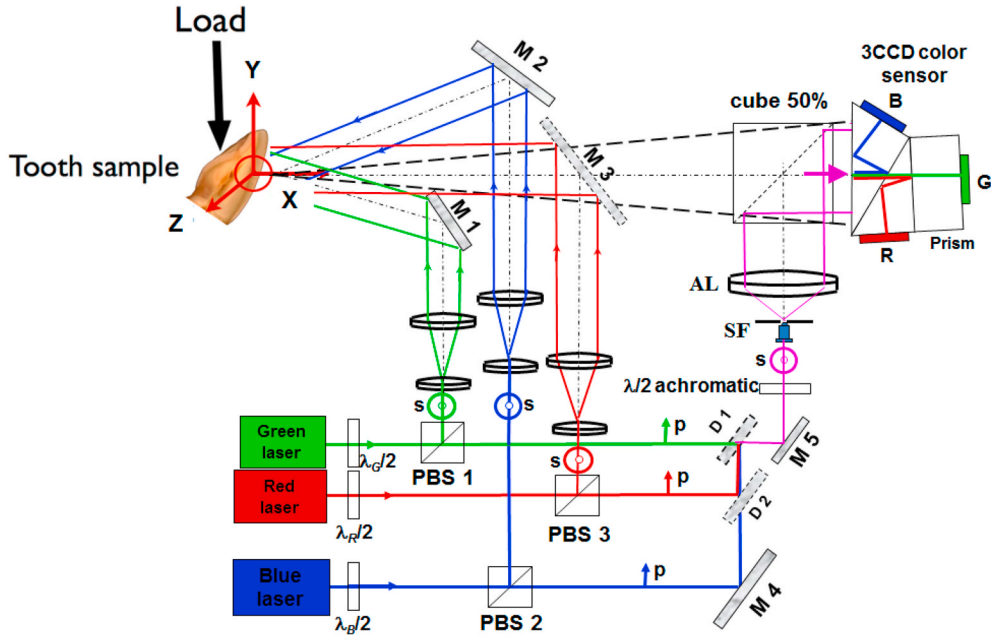 Load
Y
Tooth sample
Z
X
M 1
M 2
M 3
cube 50%
3CCD color
sensor
B
G
R
Prism
AL
SF
s
λ/2 achromatic
M 5
s
s
s
Green
laser
λG/2
PBS 1
p
D 1
Red
laser
λR/2
PBS 3
p
D 2
Blue
laser
λB/2
PBS 2
p
M 4